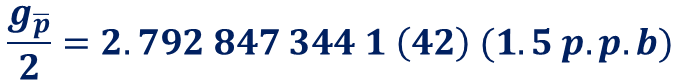 g_p̅/2 = 2.792 847 344 1 (42) (1.5 p.p.b)